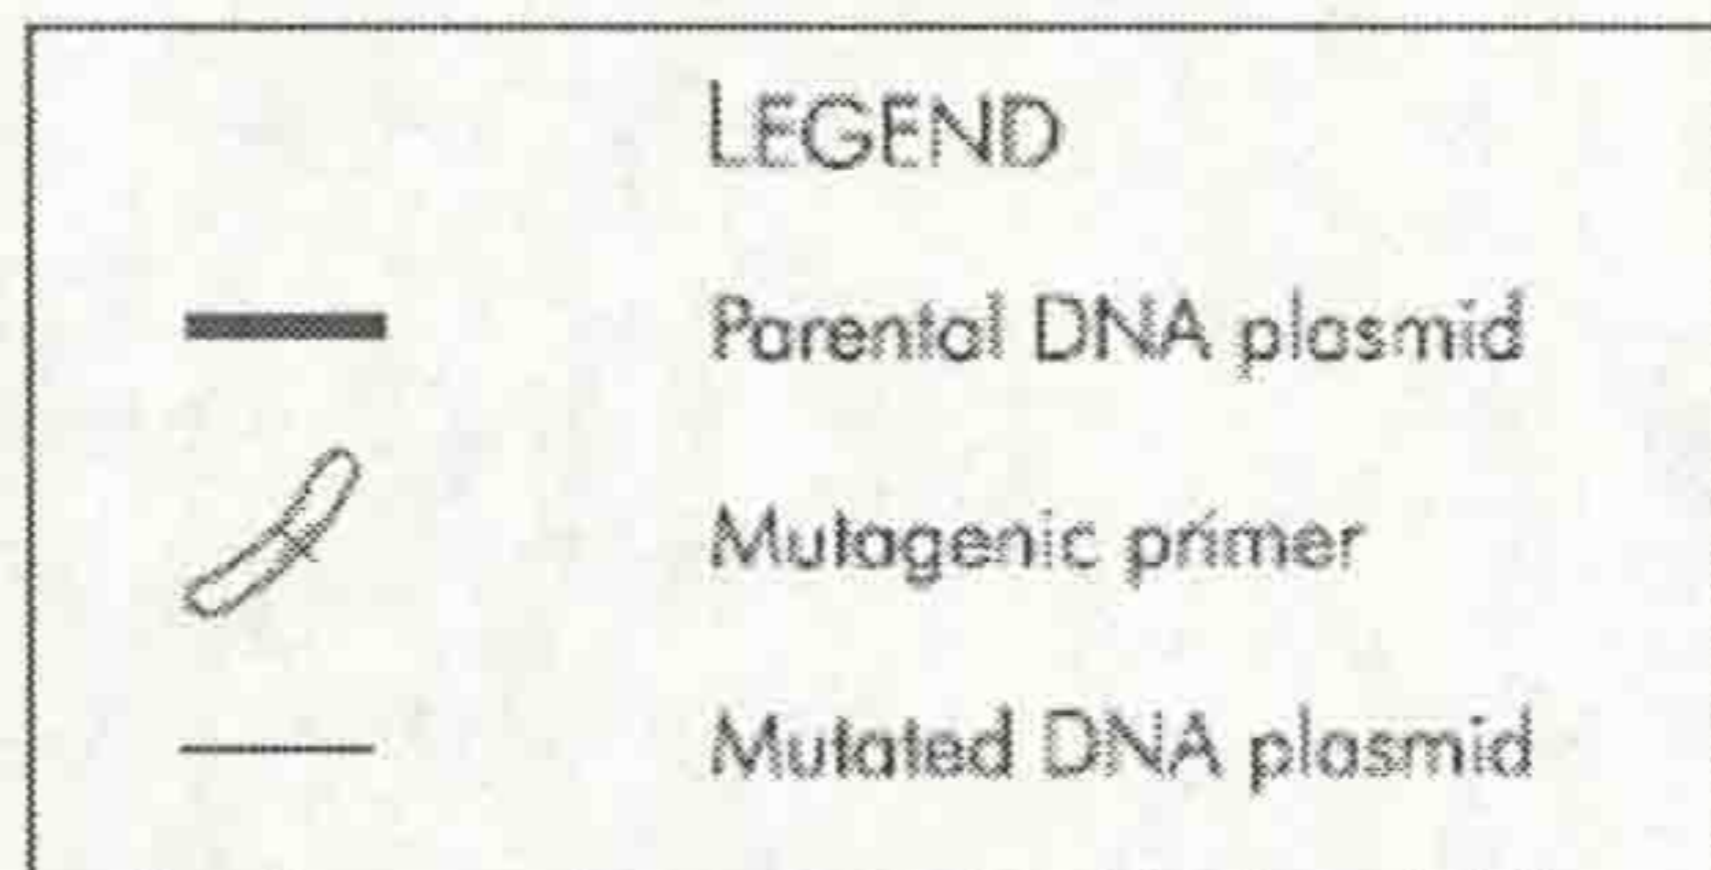 LEGEND
Parental DNA plasmid
Mutagenic primer
Mutated DNA plasmid